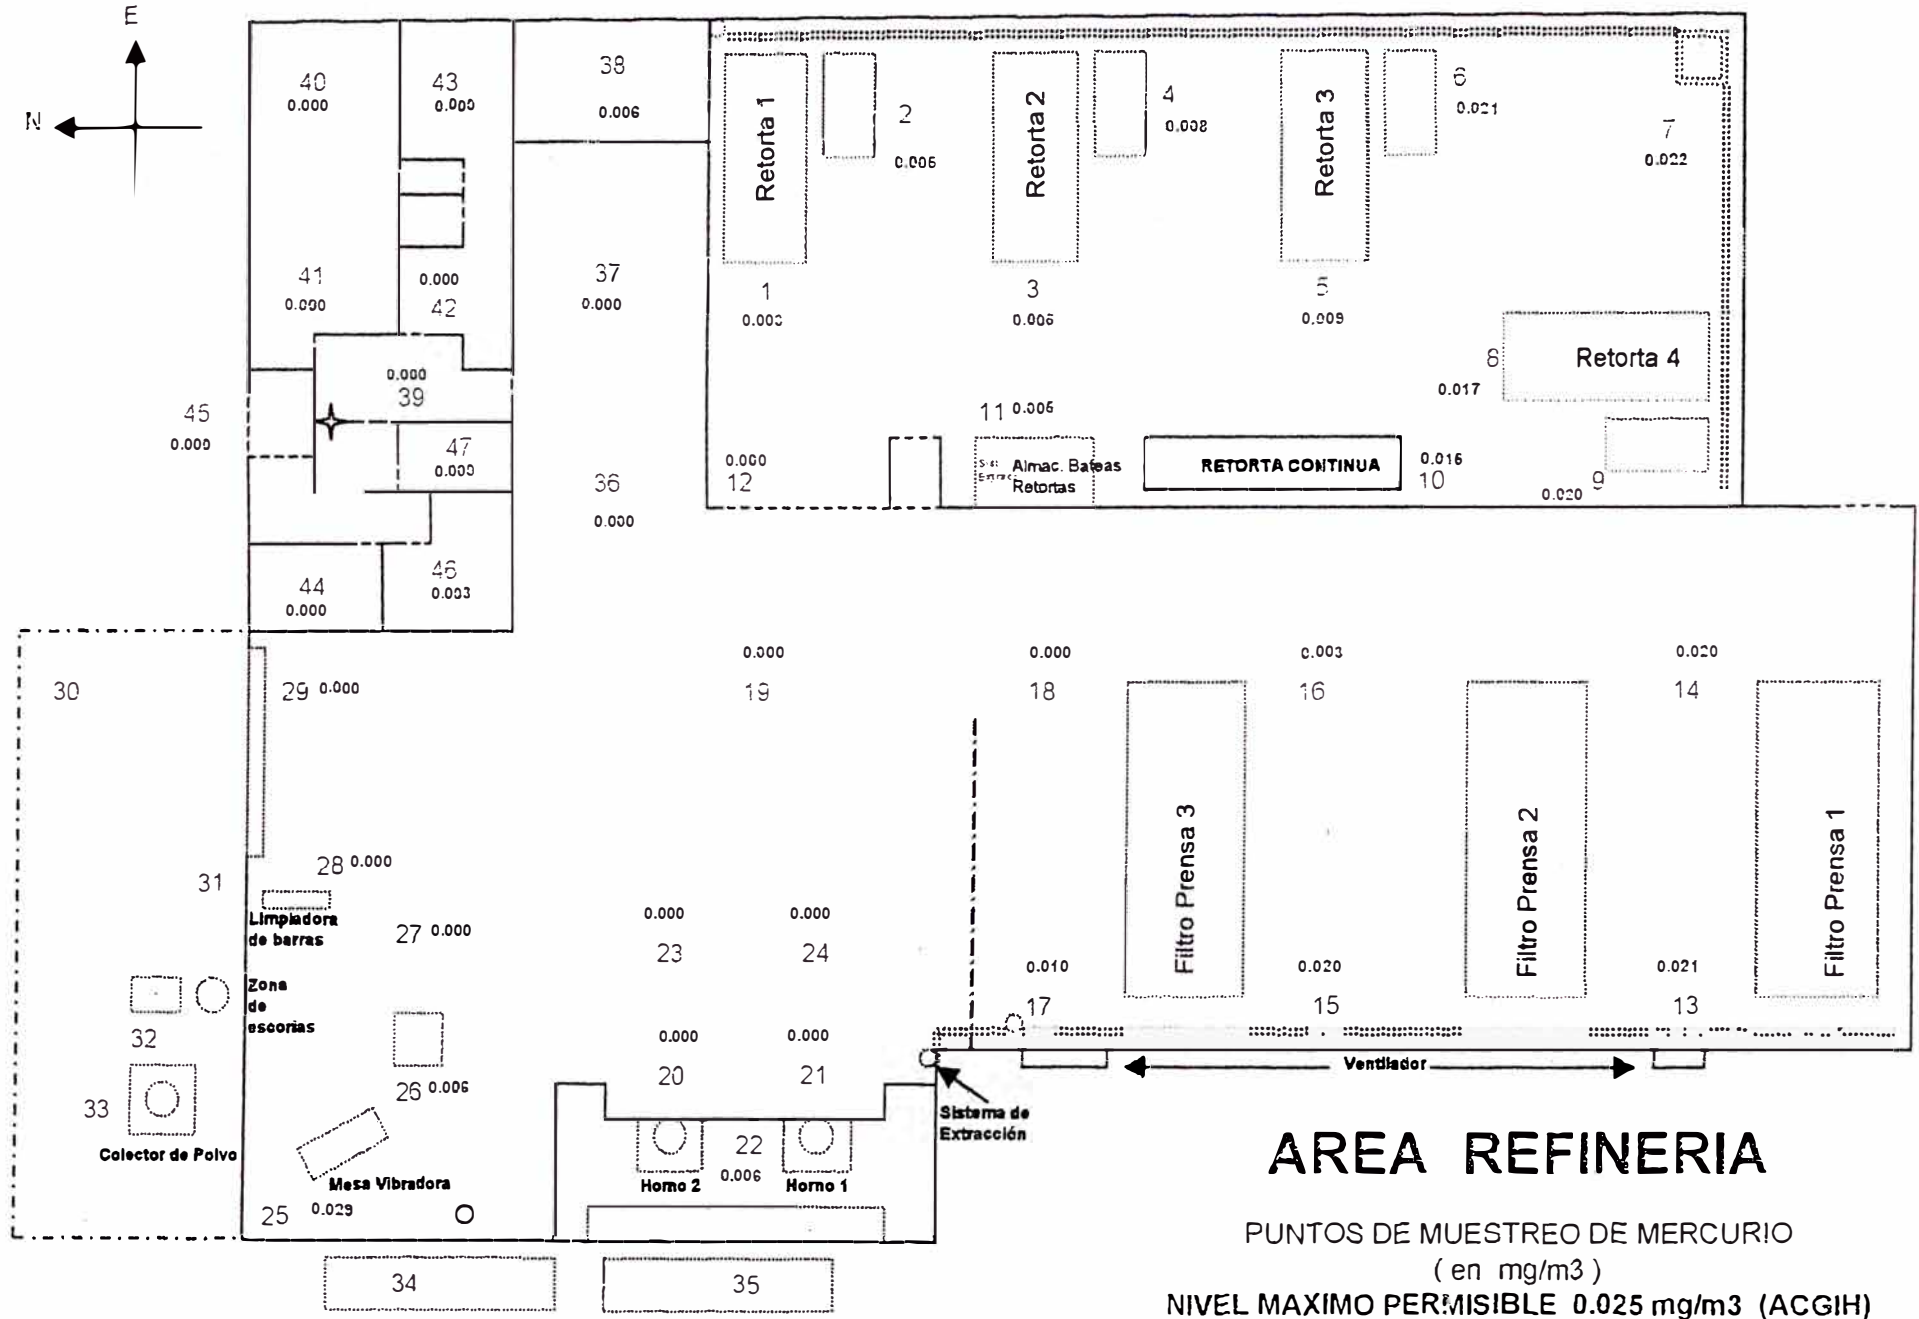 E
N
40
0.000
43
0.000
38
0.006
Retorta 1
2
0.006
Retorta 2
4
0.008
Retorta 3
6
0.021
7
0.022
41
0.000
0.000
42
37
0.000
1
3
0.006
5
0.009
8
Retorta 4
0.017
0.000
39
45
0.000
47
0.000
11 0.006
0.000
12
Almac. Bateas
Retortas
RETORTA CONTINUA
0.016
10
9
0.020
36
0.000
44
0.000
46
0.003
30
29 0.000
0.000
19
0.000
18
0.003
16
0.020
14
31
28 0.000
Limpiadora
de barras
27 0.000
0.000
23
0.000
24
Filtro Prensa 3
Filtro Prensa 2
Filtro Prensa 1
0.010
17
0.020
15
0.021
13
Zona
de
escorias
32
33
Colector de Polvo
26 0.006
0.000
20
0.000
21
Ventilador
Sistema de
Extracción
22
0.006
Horno 2
Horno 1
Mesa Vibradora
25 0.029
34
35
AREA REFINERIA
PUNTOS DE MUESTREO DE MERCURIO
( en mg/m3 )
NIVEL MAXIMO PERMISIBLE 0.025 mg/m3 (ACGIH)